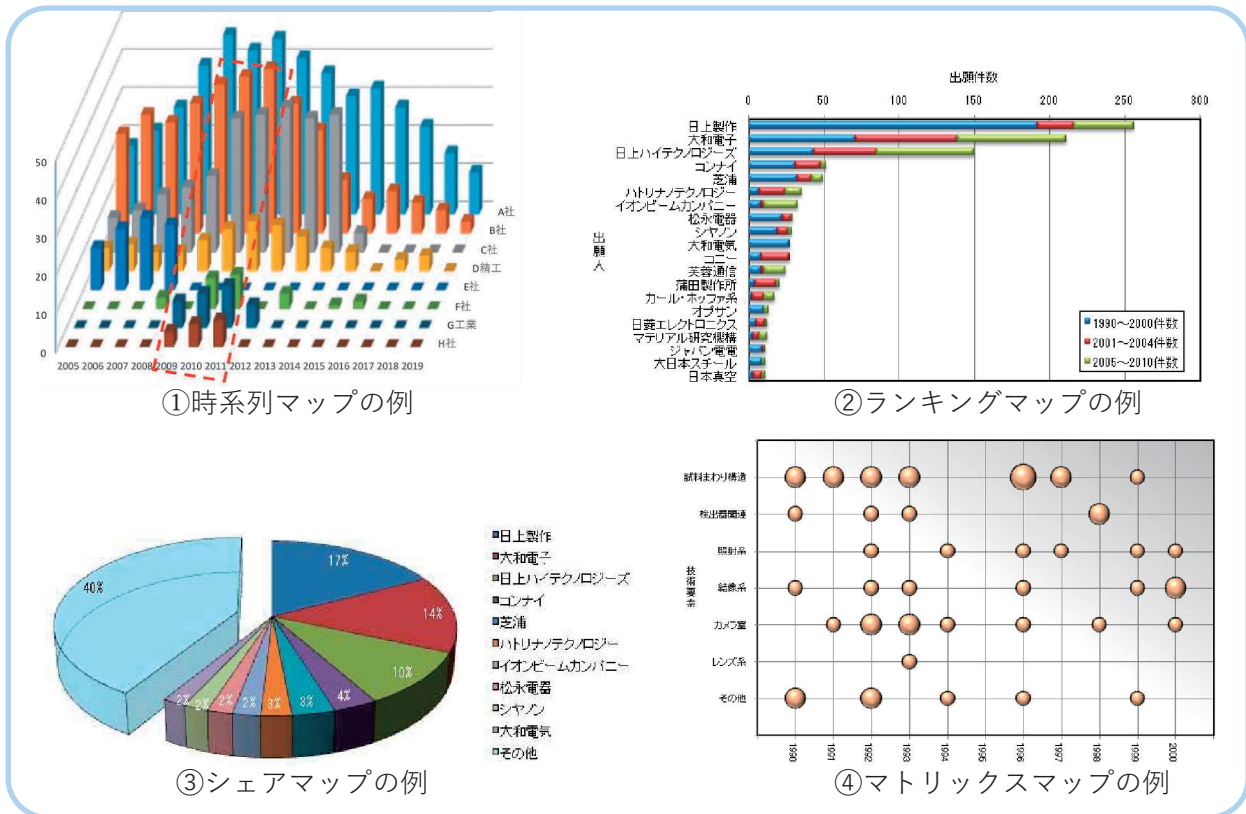 50
40
30
20
10
0
A社
B社
C社
D精工
E社
F社
G工業
H社
2005 2006 2007 2008 2009 2010 2011 2012 2013 2014 2015 2016 2017 2018 2019
①時系列マップの例
出願件数
0 50 100 150 200 250 300
出願人
日上製作
大和電子
日上ハイテクノロジーズ
コンナイ
芝浦
ハトリナノテクノロジー
イオンビームカンパニー
松永電器
シヤノン
大和電気
コニー
芙蓉通信
蒲田製作所
カール・ホッファ系
オプサン
日菱エレクトロニクス
マテリアル研究機構
ジャパン電電
大日本スチール
日本真空
1990～2000件数
2001～2004件数
2005～2010件数
②ランキングマップの例
17%
14%
10%
4%
3%
3%
2%
2%
2%
2%
40%
日上製作
大和電子
日上ハイテクノロジーズ
コンナイ
芝浦
ハトリナノテクノロジー
イオンビームカンパニー
松永電器
シヤノン
大和電気
その他
③シェアマップの例
技術要素
試料まわり構造
検出器関連
照射系
結像系
カメラ室
レンズ系
その他
1990 1991 1992 1993 1994 1995 1996 1997 1998 1999 2000
④マトリックスマップの例